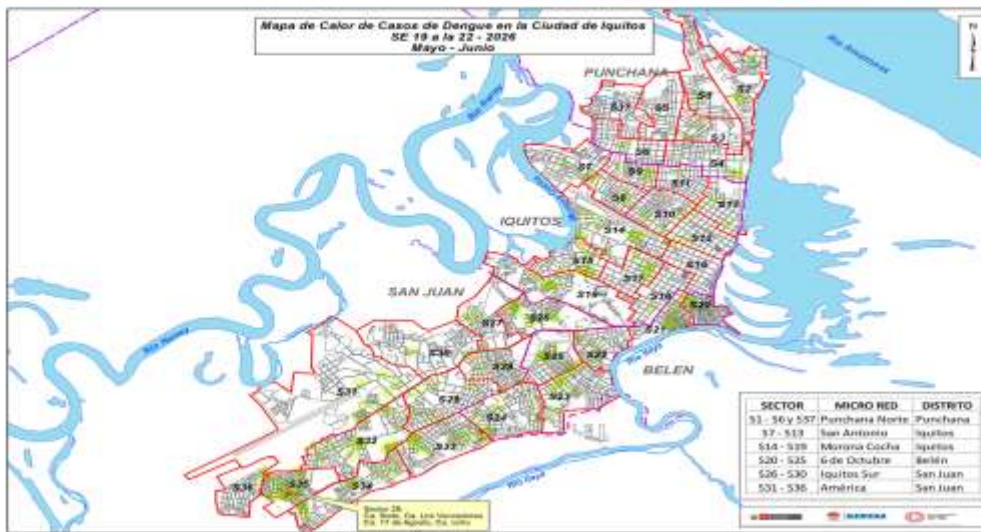 Mapa de Calor de Casos de Dengue en la Ciudad de Iquitos
SE 19 a la 22 - 2026
Mayo - Junio
N
Rio Amazonas
PUNCHANA
S1
S2
S37
S5
S3
S6
S4
S7
S9
S11
S8
S10
S13
IQUITOS
S14
S12
S15
S17
S16
S19
S18
S20
SAN JUAN
S21
S27
S26
S25
S22
BELEN
S30
S28
S23
S31
S29
S24
S32
S33
S36
S35
S34
Rio Nanay
Rio Itaya
SECTOR MICRO RED DISTRITO
S1 - S6 y S37 Punchana Norte Punchana
S7 - S13 San Antonio Iquitos
S14 - S19 Morona Cocha Iquitos
S20 - S25 6 de Octubre Belén
S26 - S30 Iquitos Sur San Juan
S31 - S36 América San Juan